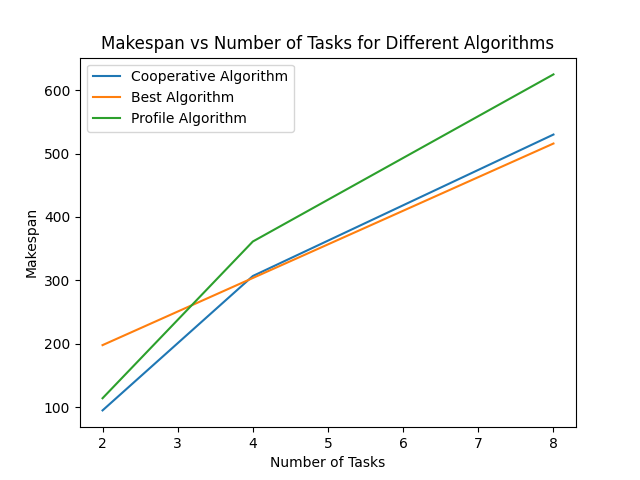 Makespan vs Number of Tasks for Different Algorithms
Cooperative Algorithm
Best Algorithm
Profile Algorithm
600
500
400
300
200
100
Makespan
2 3 4 5 6 7 8
Number of Tasks